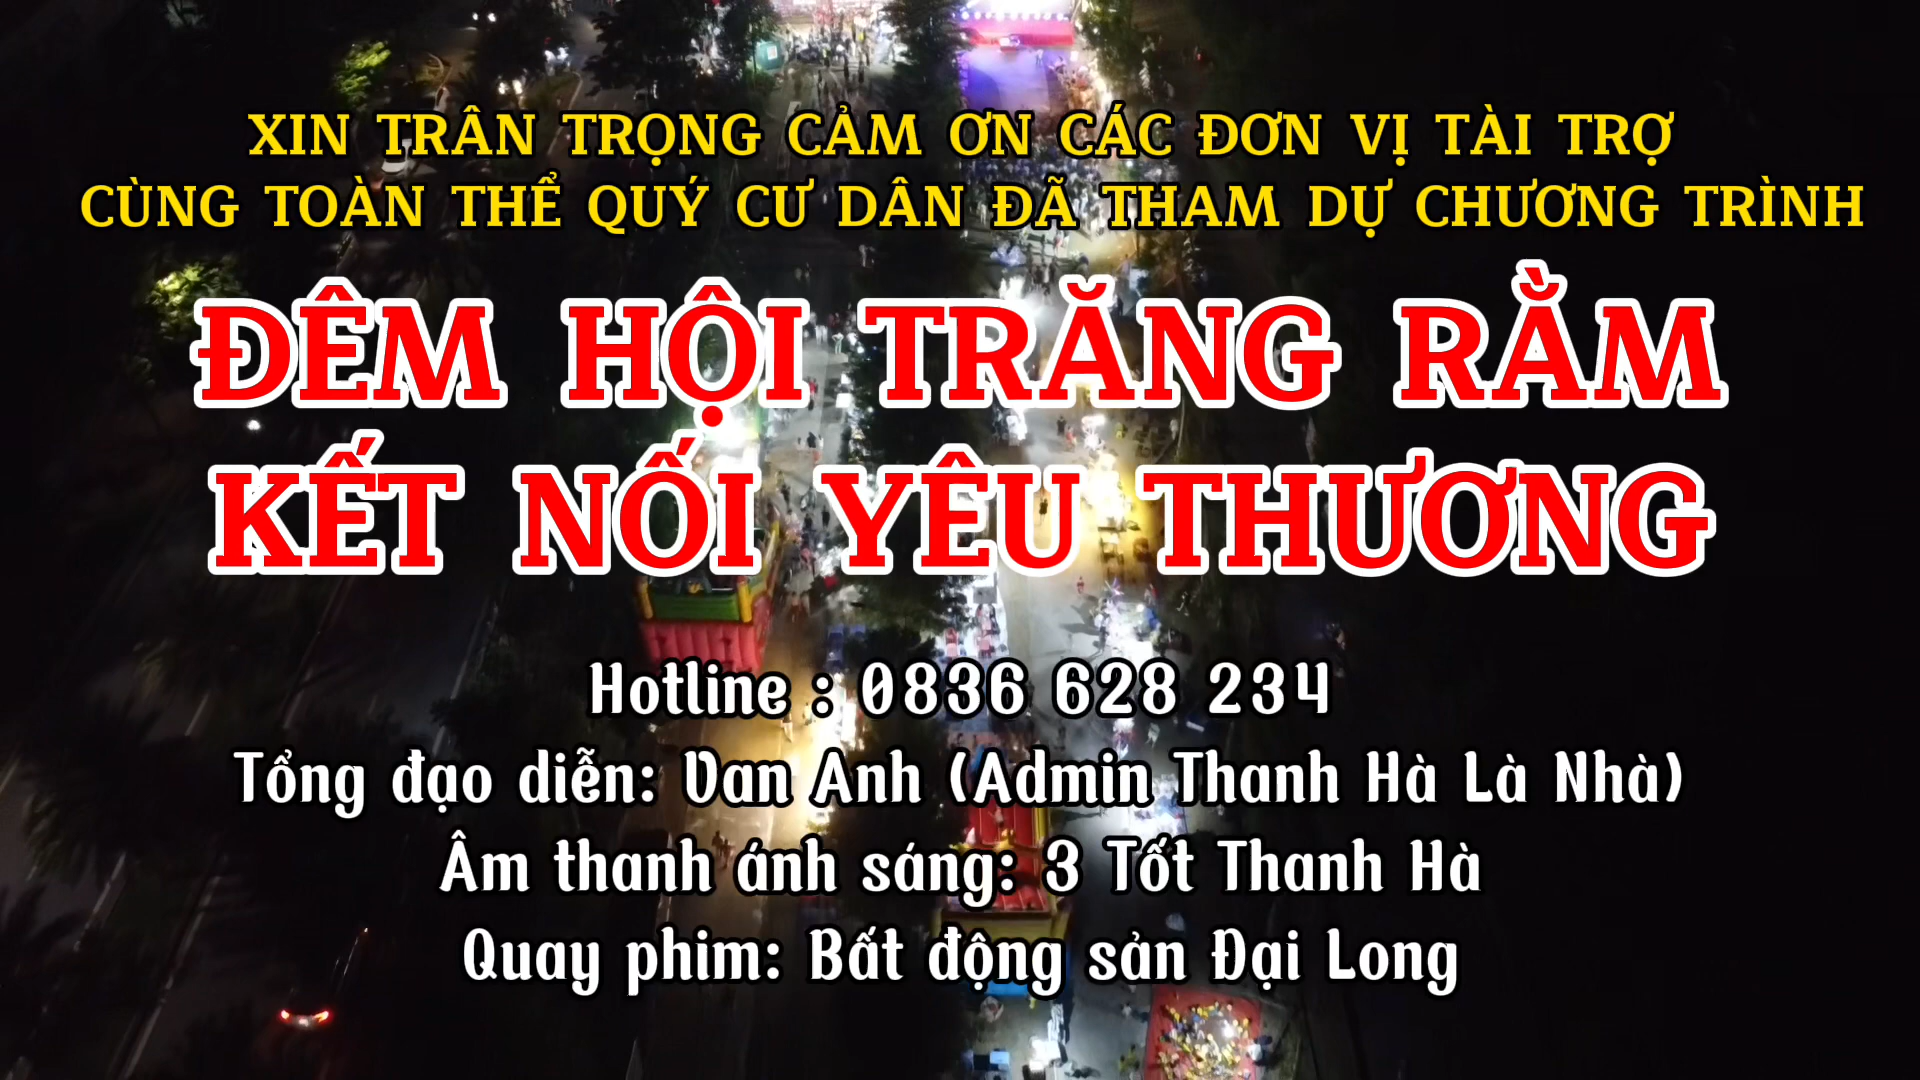 XIN TRÂN TRỌNG CẢM ƠN CÁC ĐƠN VỊ TÀI TRỢ
CÙNG TOÀN THỂ QUÝ CƯ DÂN ĐÃ THAM DỰ CHƯƠNG TRÌNH
ĐÊM HỘI TRĂNG RẰM
KẾT NỐI YÊU THƯƠNG
Hotline : 0836 628 234
Tổng đạo diễn: Van Anh (Admin Thanh Hà Là Nhà)
Âm thanh ánh sáng: 3 Tốt Thanh Hà
Quay phim: Bất động sản Đại Long